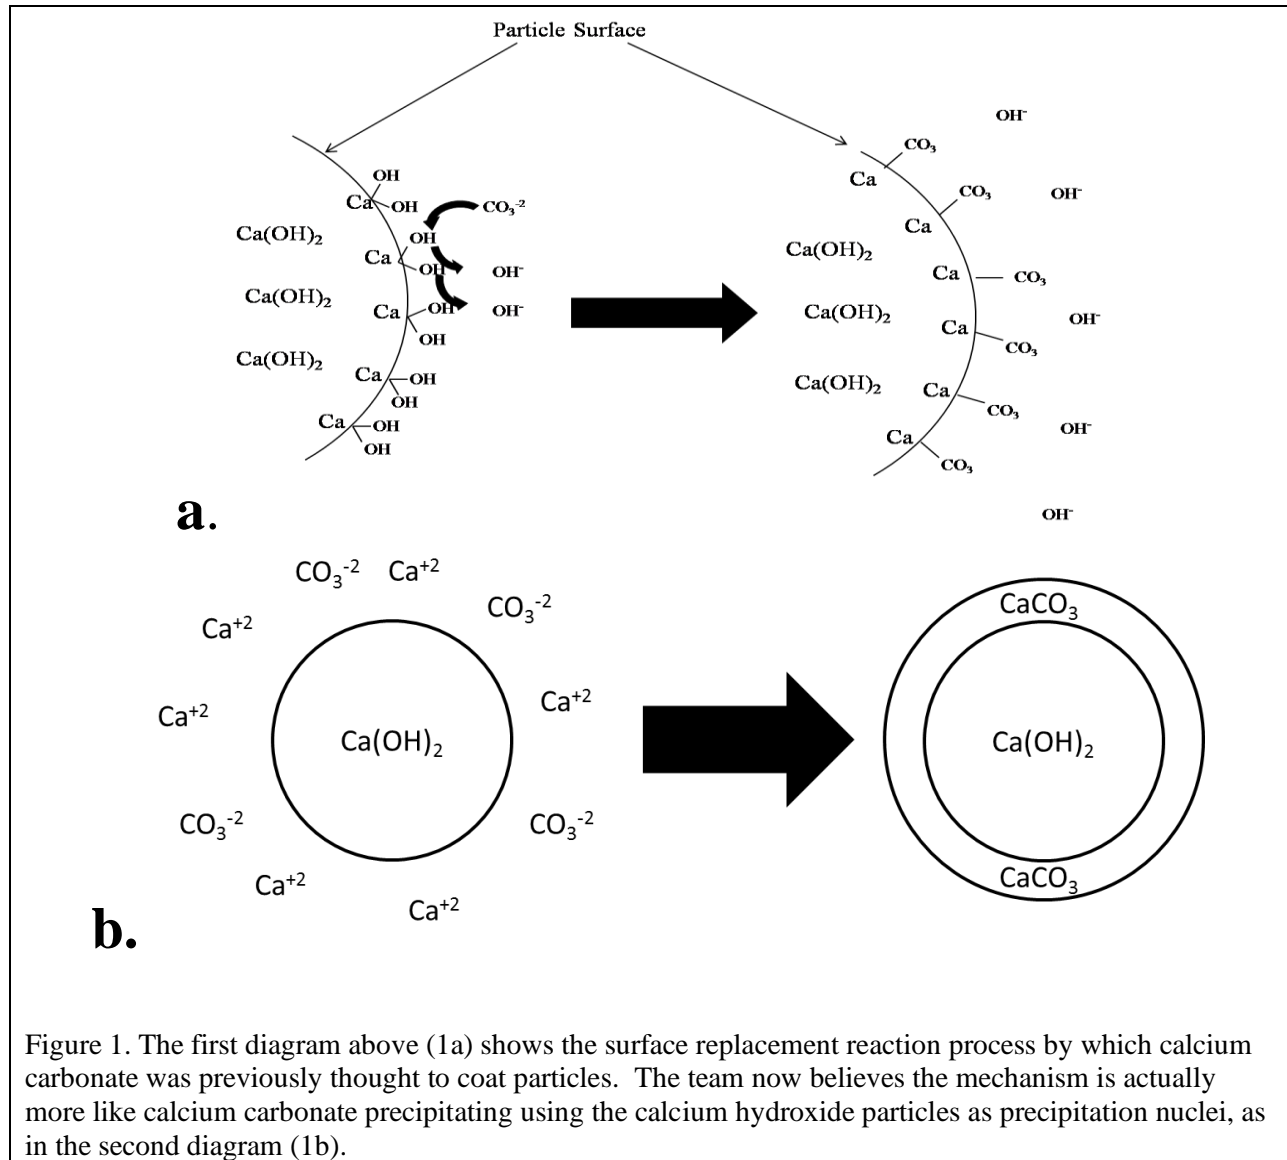 Particle Surface
OH
Ca
OH
CO₃⁻²
OH
Ca(OH)₂
Ca
OH
OH⁻
Ca(OH)₂
Ca
OH
OH⁻
OH
Ca(OH)₂
Ca
OH
OH
Ca
OH
OH
OH⁻
CO₃
Ca
CO₃
OH⁻
Ca
Ca(OH)₂
Ca
CO₃
Ca(OH)₂
Ca
OH⁻
CO₃
Ca(OH)₂
Ca
CO₃
OH⁻
Ca
CO₃
OH⁻
a.
CO₃⁻²
Ca⁺²
CO₃⁻²
Ca⁺²
Ca⁺²
Ca⁺²
Ca(OH)₂
CO₃⁻²
CO₃⁻²
Ca⁺²
Ca⁺²
CaCO₃
Ca(OH)₂
CaCO₃
b.
Figure 1. The first diagram above (1a) shows the surface replacement reaction process by which calcium
carbonate was previously thought to coat particles.  The team now believes the mechanism is actually
more like calcium carbonate precipitating using the calcium hydroxide particles as precipitation nuclei, as
in the second diagram (1b).